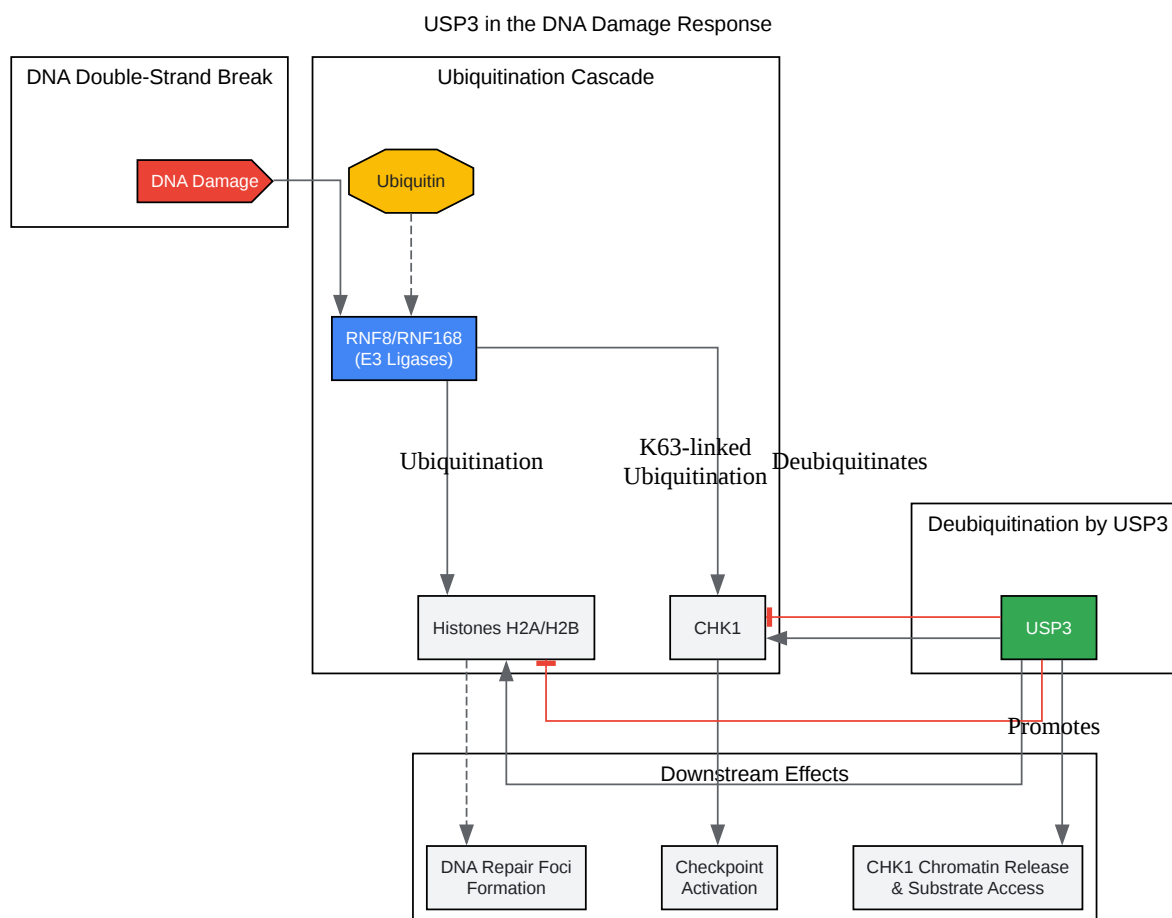 USP3 in the DNA Damage Response
DNA Double-Strand Break
Ubiquitination Cascade
DNA Damage
Ubiquitin
RNF8/RNF168
(E3 Ligases)
Ubiquitination
K63-linked
Ubiquitination
Deubiquitinates
Deubiquitination by USP3
Histones H2A/H2B
CHK1
USP3
Promotes
Downstream Effects
DNA Repair Foci
Formation
Checkpoint
Activation
CHK1 Chromatin Release
& Substrate Access